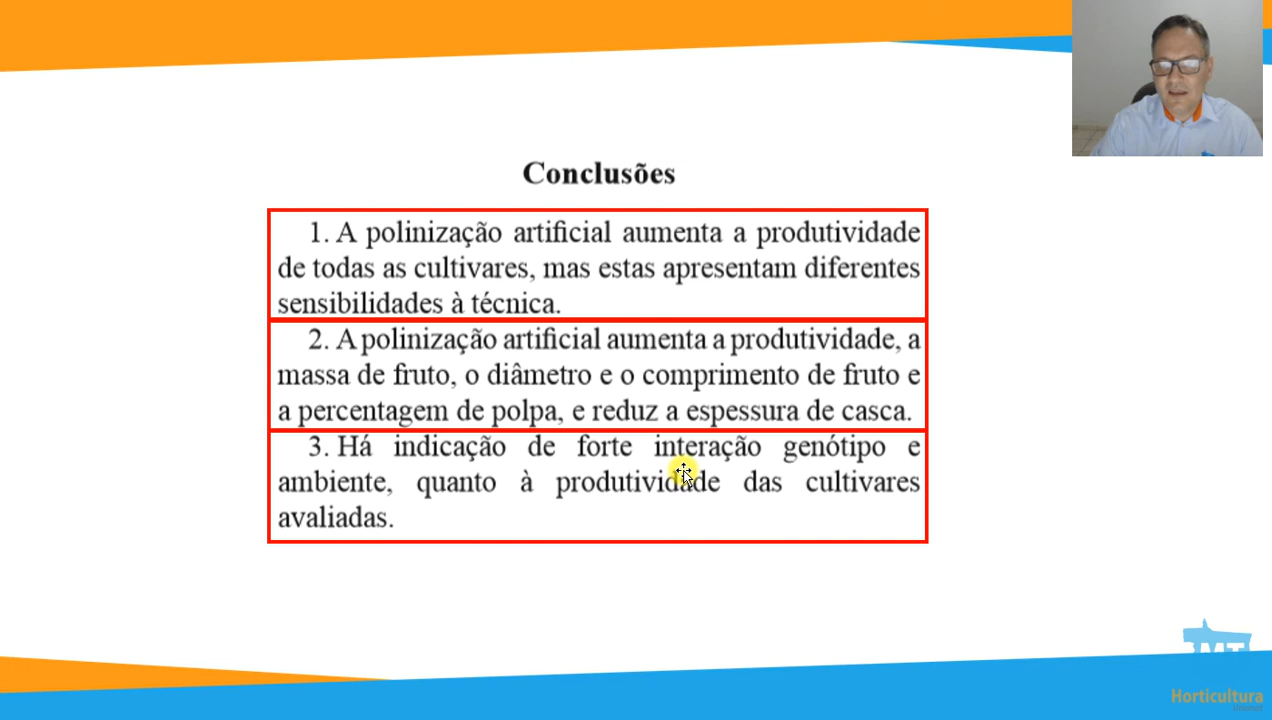 Conclusões
1. A polinização artificial aumenta a produtividade
de todas as cultivares, mas estas apresentam diferentes
sensibilidades à técnica.
2. A polinização artificial aumenta a produtividade, a
massa de fruto, o diâmetro e o comprimento de fruto e
a percentagem de polpa, e reduz a espessura de casca.
3. Há indicação de forte interação genótipo e
ambiente, quanto à produtividade das cultivares
avaliadas.
MT
Horticultura